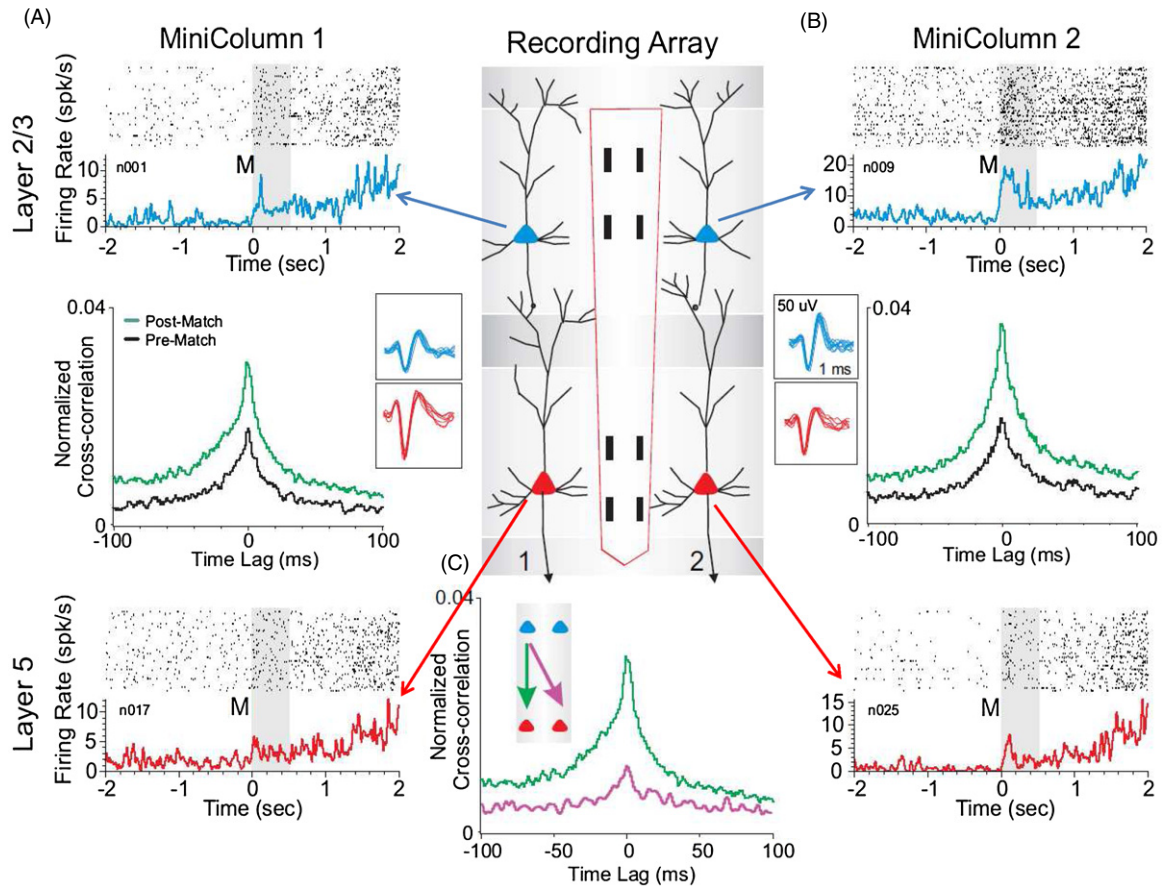 (A)
MiniColumn 1
Recording Array
(B)
MiniColumn 2
Layer 2/3
Firing Rate (spk/s)
n001
M
10
5
0
-2
-1
0
1
2
Time (sec)
n009
M
20
10
0
-2
-1
0
1
2
Time (sec)
0.04
Post-Match
Pre-Match
Normalized
Cross-correlation
0
-100
0
100
Time Lag (ms)
50 uV
1 ms
0.04
0
-100
0
100
Time Lag (ms)
1
2
(C)
0.04
Normalized
Cross-correlation
0
-100
-50
0
50
100
Time Lag (ms)
Layer 5
Firing Rate (spk/s)
n017
M
10
5
0
-2
-1
0
1
2
Time (sec)
n025
M
15
10
5
0
-2
-1
0
1
2
Time (sec)